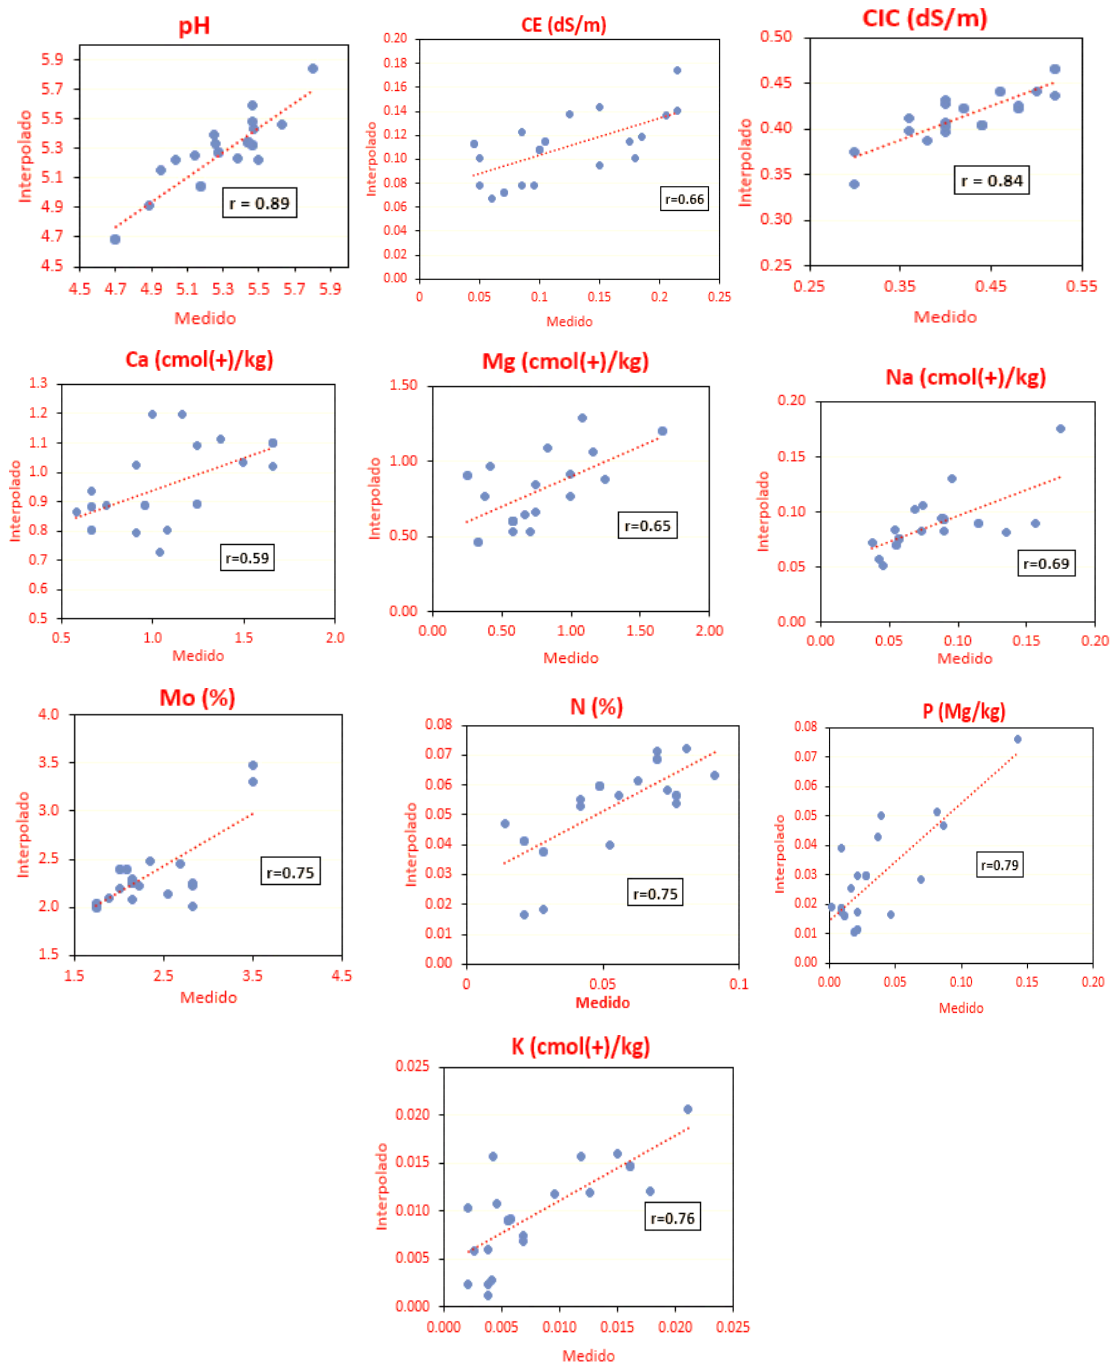 pH
5.9
5.7
5.5
5.3
5.1
4.9
4.7
4.5
Interpolado
r = 0.89
4.5 4.7 4.9 5.1 5.3 5.5 5.7 5.9
Medido
CE (dS/m)
0.20
0.18
0.16
0.14
0.12
0.10
0.08
0.06
0.04
0.02
0.00
Interpolado
r=0.66
0 0.05 0.1 0.15 0.2 0.25
Medido
CIC (dS/m)
0.50
0.45
0.40
0.35
0.30
0.25
Interpolado
r = 0.84
0.25 0.35 0.45 0.55
Medido
Ca (cmol(+)/kg)
1.3
1.2
1.1
1.0
0.9
0.8
0.7
0.6
0.5
Interpolado
r=0.59
0.5 1.0 1.5 2.0
Medido
Mg (cmol(+)/kg)
1.50
1.00
0.50
0.00
Interpolado
r=0.65
0.00 0.50 1.00 1.50 2.00
Medido
Na (cmol(+)/kg)
0.20
0.15
0.10
0.05
0.00
Interpolado
r=0.69
0.00 0.05 0.10 0.15 0.20
Medido
Mo (%)
4.0
3.5
3.0
2.5
2.0
1.5
Interpolado
r=0.75
1.5 2.5 3.5 4.5
Medido
N (%)
0.08
0.07
0.06
0.05
0.04
0.03
0.02
0.01
0.00
Interpolado
r=0.75
0 0.05 0.1
Medido
P (Mg/kg)
0.08
0.07
0.06
0.05
0.04
0.03
0.02
0.01
0.00
Interpolado
r=0.79
0.00 0.05 0.10 0.15 0.20
Medido
K (cmol(+)/kg)
0.025
0.020
0.015
0.010
0.005
0.000
Interpolado
r=0.76
0.000 0.005 0.010 0.015 0.020 0.025
Medido